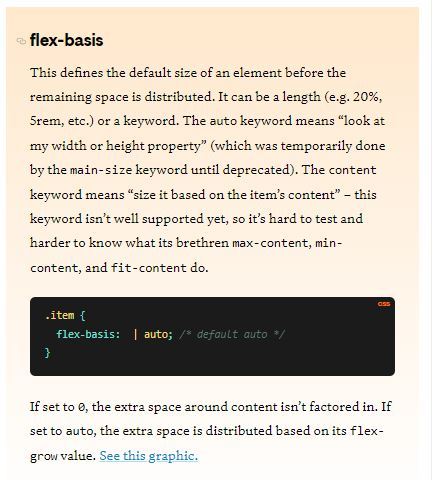 flex-basis
This defines the default size of an element before the
remaining space is distributed. It can be a length (e.g. 20%,
5rem, etc.) or a keyword. The auto keyword means “look at
my width or height property” (which was temporarily done
by the main-size keyword until deprecated). The content
keyword means “size it based on the item’s content” – this
keyword isn’t well supported yet, so it’s hard to test and
harder to know what its brethren max-content, min-
content, and fit-content do.
css
.item {
flex-basis:  | auto; /* default auto */
}
If set to 0, the extra space around content isn’t factored in. If
set to auto, the extra space is distributed based on its flex-
grow value. See this graphic.